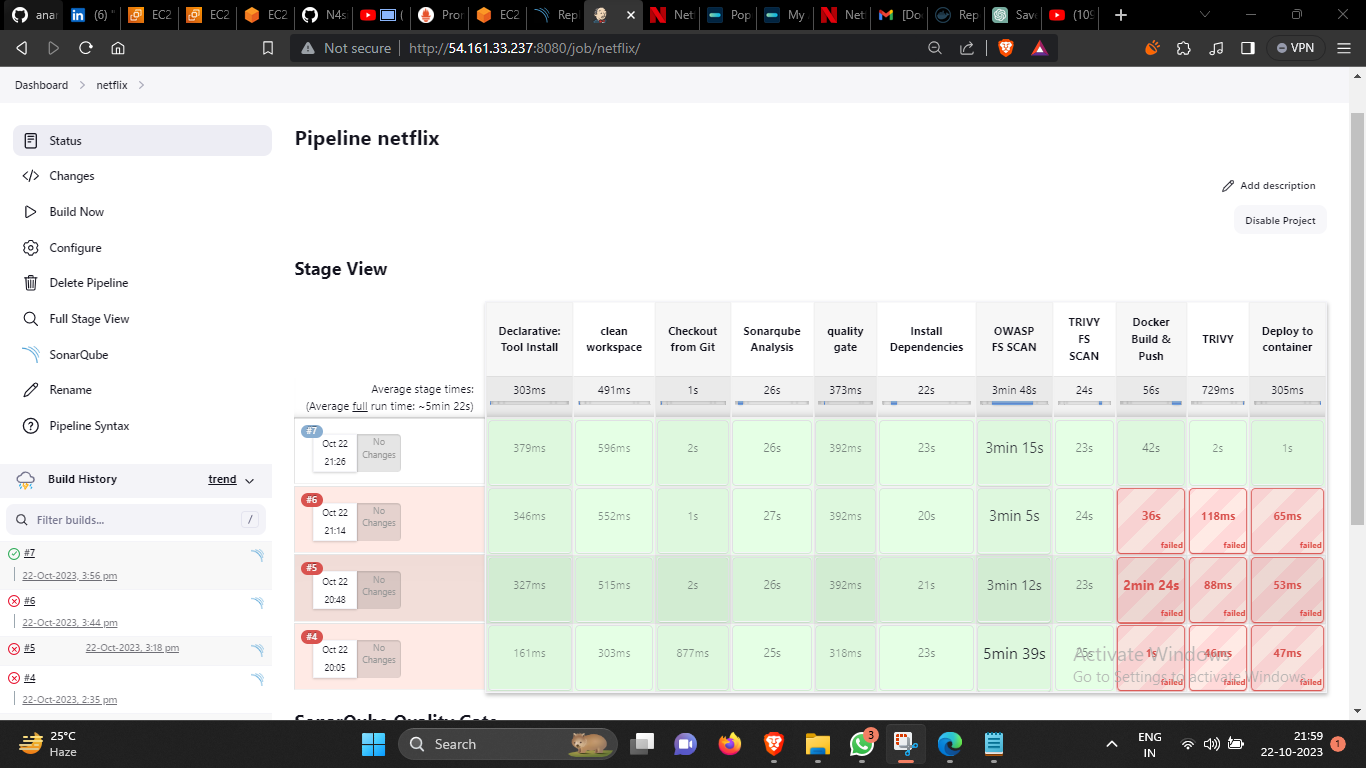 anar
(6) "
EC2
EC2
EC2
N4s
(
Pror
EC2
Repl
Netf
Pop
My
Net
[Do
Rep
Save
(109
Not secure
http://54.161.33.237:8080/job/netflix/
VPN
Dashboard
netflix
Status
Changes
Build Now
Configure
Delete Pipeline
Full Stage View
SonarQube
Rename
Pipeline Syntax
Build History
trend
Filter builds...
/
#7
22-Oct-2023, 3:56 pm
#6
22-Oct-2023, 3:44 pm
#5 22-Oct-2023, 3:18 pm
#4
22-Oct-2023, 2:35 pm
Pipeline netflix
Add description
Disable Project
Stage View
Declarative: Tool Install
clean workspace
Checkout from Git
Sonarqube Analysis
quality gate
Install Dependencies
OWASP FS SCAN
TRIVY FS SCAN
Docker Build & Push
TRIVY
Deploy to container
Average stage times:
(Average full run time: ~5min 22s)
303ms 491ms 1s 26s 373ms 22s 3min 48s 24s 56s 729ms 305ms
#7
Oct 22
21:26
No Changes
379ms 596ms 2s 26s 392ms 23s 3min 15s 23s 42s 2s 1s
#6
Oct 22
21:14
No Changes
346ms 552ms 1s 27s 392ms 20s 3min 5s 24s 36s 118ms 65ms
failed failed failed
#5
Oct 22
20:48
No Changes
327ms 515ms 2s 26s 392ms 21s 3min 12s 23s 2min 24s 88ms 53ms
failed failed failed
#4
Oct 22
20:05
No Changes
161ms 303ms 877ms 25s 318ms 23s 5min 39s 25s 1s 46ms 47ms
failed failed failed
Activate Windows
Go to Settings to activate Windows.
SonarQube Quality Gate
25°C
Haze
Search
3
ENG
IN
21:59
22-10-2023
1